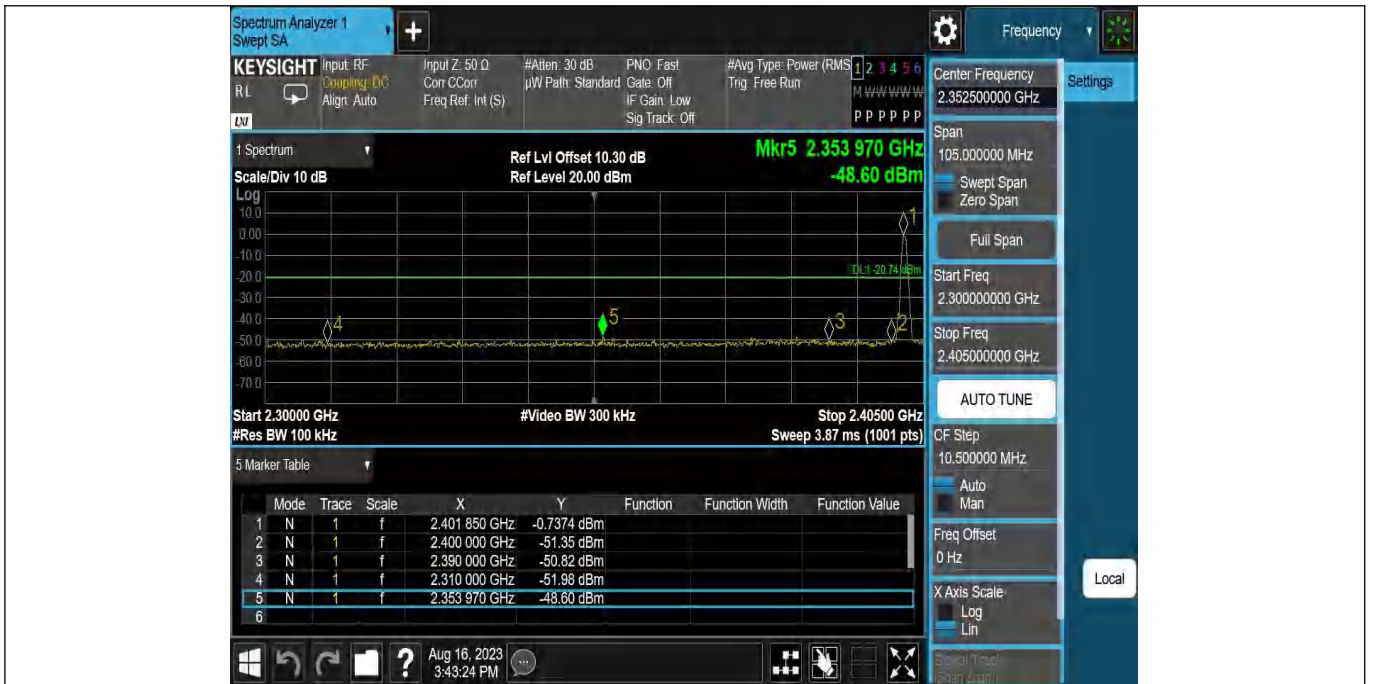 Spectrum Analyzer 1
Swept SA
+
Frequency
KEYSIGHT
RL
LXI
Input: RF
Coupling: DC
Align: Auto
Input Z: 50 Ω
Corr CCorr
Freq Ref: Int (S)
#Atten: 30 dB
µW Path: Standard
PNO: Fast
Gate: Off
IF Gain: Low
Sig Track: Off
#Avg Type: Power (RMS
Trig: Free Run
1 2 3 4 5 6
M W W W W W
P P P P P P
1 Spectrum
Scale/Div 10 dB
Ref Lvl Offset 10.30 dB
Ref Level 20.00 dBm
Mkr5 2.353 970 GHz
-48.60 dBm
Log
10.0
0.00
-10.0
-20.0
-30.0
-40.0
-50.0
-60.0
-70.0
DL1 -20.74 dBm
1
2
3
4
5
Start 2.30000 GHz
#Res BW 100 kHz
#Video BW 300 kHz
Stop 2.40500 GHz
Sweep 3.87 ms (1001 pts)
5 Marker Table
Mode Trace Scale X Y Function Function Width Function Value
1 N 1 f 2.401 850 GHz -0.7374 dBm
2 N 1 f 2.400 000 GHz -51.35 dBm
3 N 1 f 2.390 000 GHz -50.82 dBm
4 N 1 f 2.310 000 GHz -51.98 dBm
5 N 1 f 2.353 970 GHz -48.60 dBm
6
Aug 16, 2023
3:43:24 PM
?
Center Frequency
2.352500000 GHz
Settings
Span
105.000000 MHz
Swept Span
Zero Span
Full Span
Start Freq
2.300000000 GHz
Stop Freq
2.405000000 GHz
AUTO TUNE
CF Step
10.500000 MHz
Auto
Man
Freq Offset
0 Hz
X Axis Scale
Log
Lin
Local